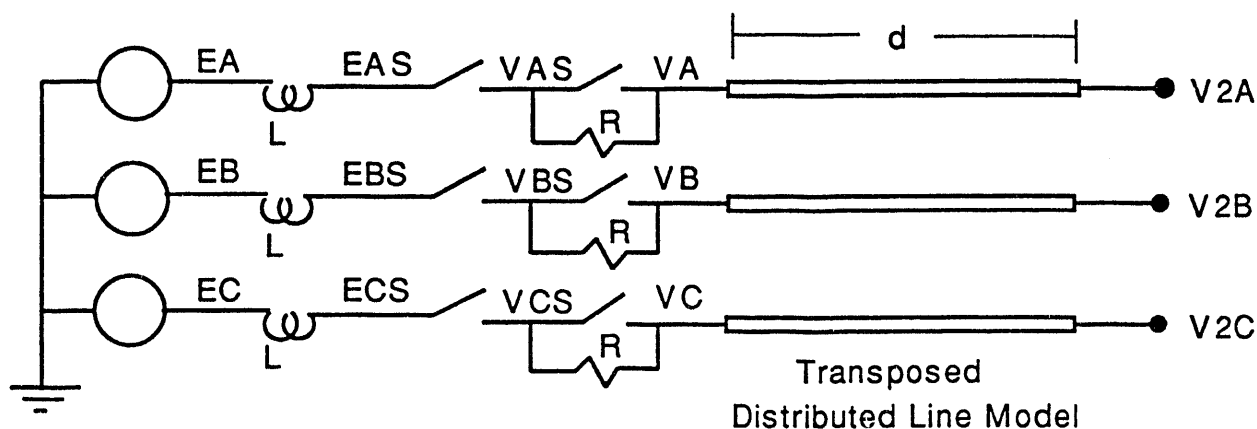 d
EA EAS VAS VA V2A
L R
EB EBS VBS VB V2B
L R
EC ECS VCS VC V2C
L R
Transposed
Distributed Line Model